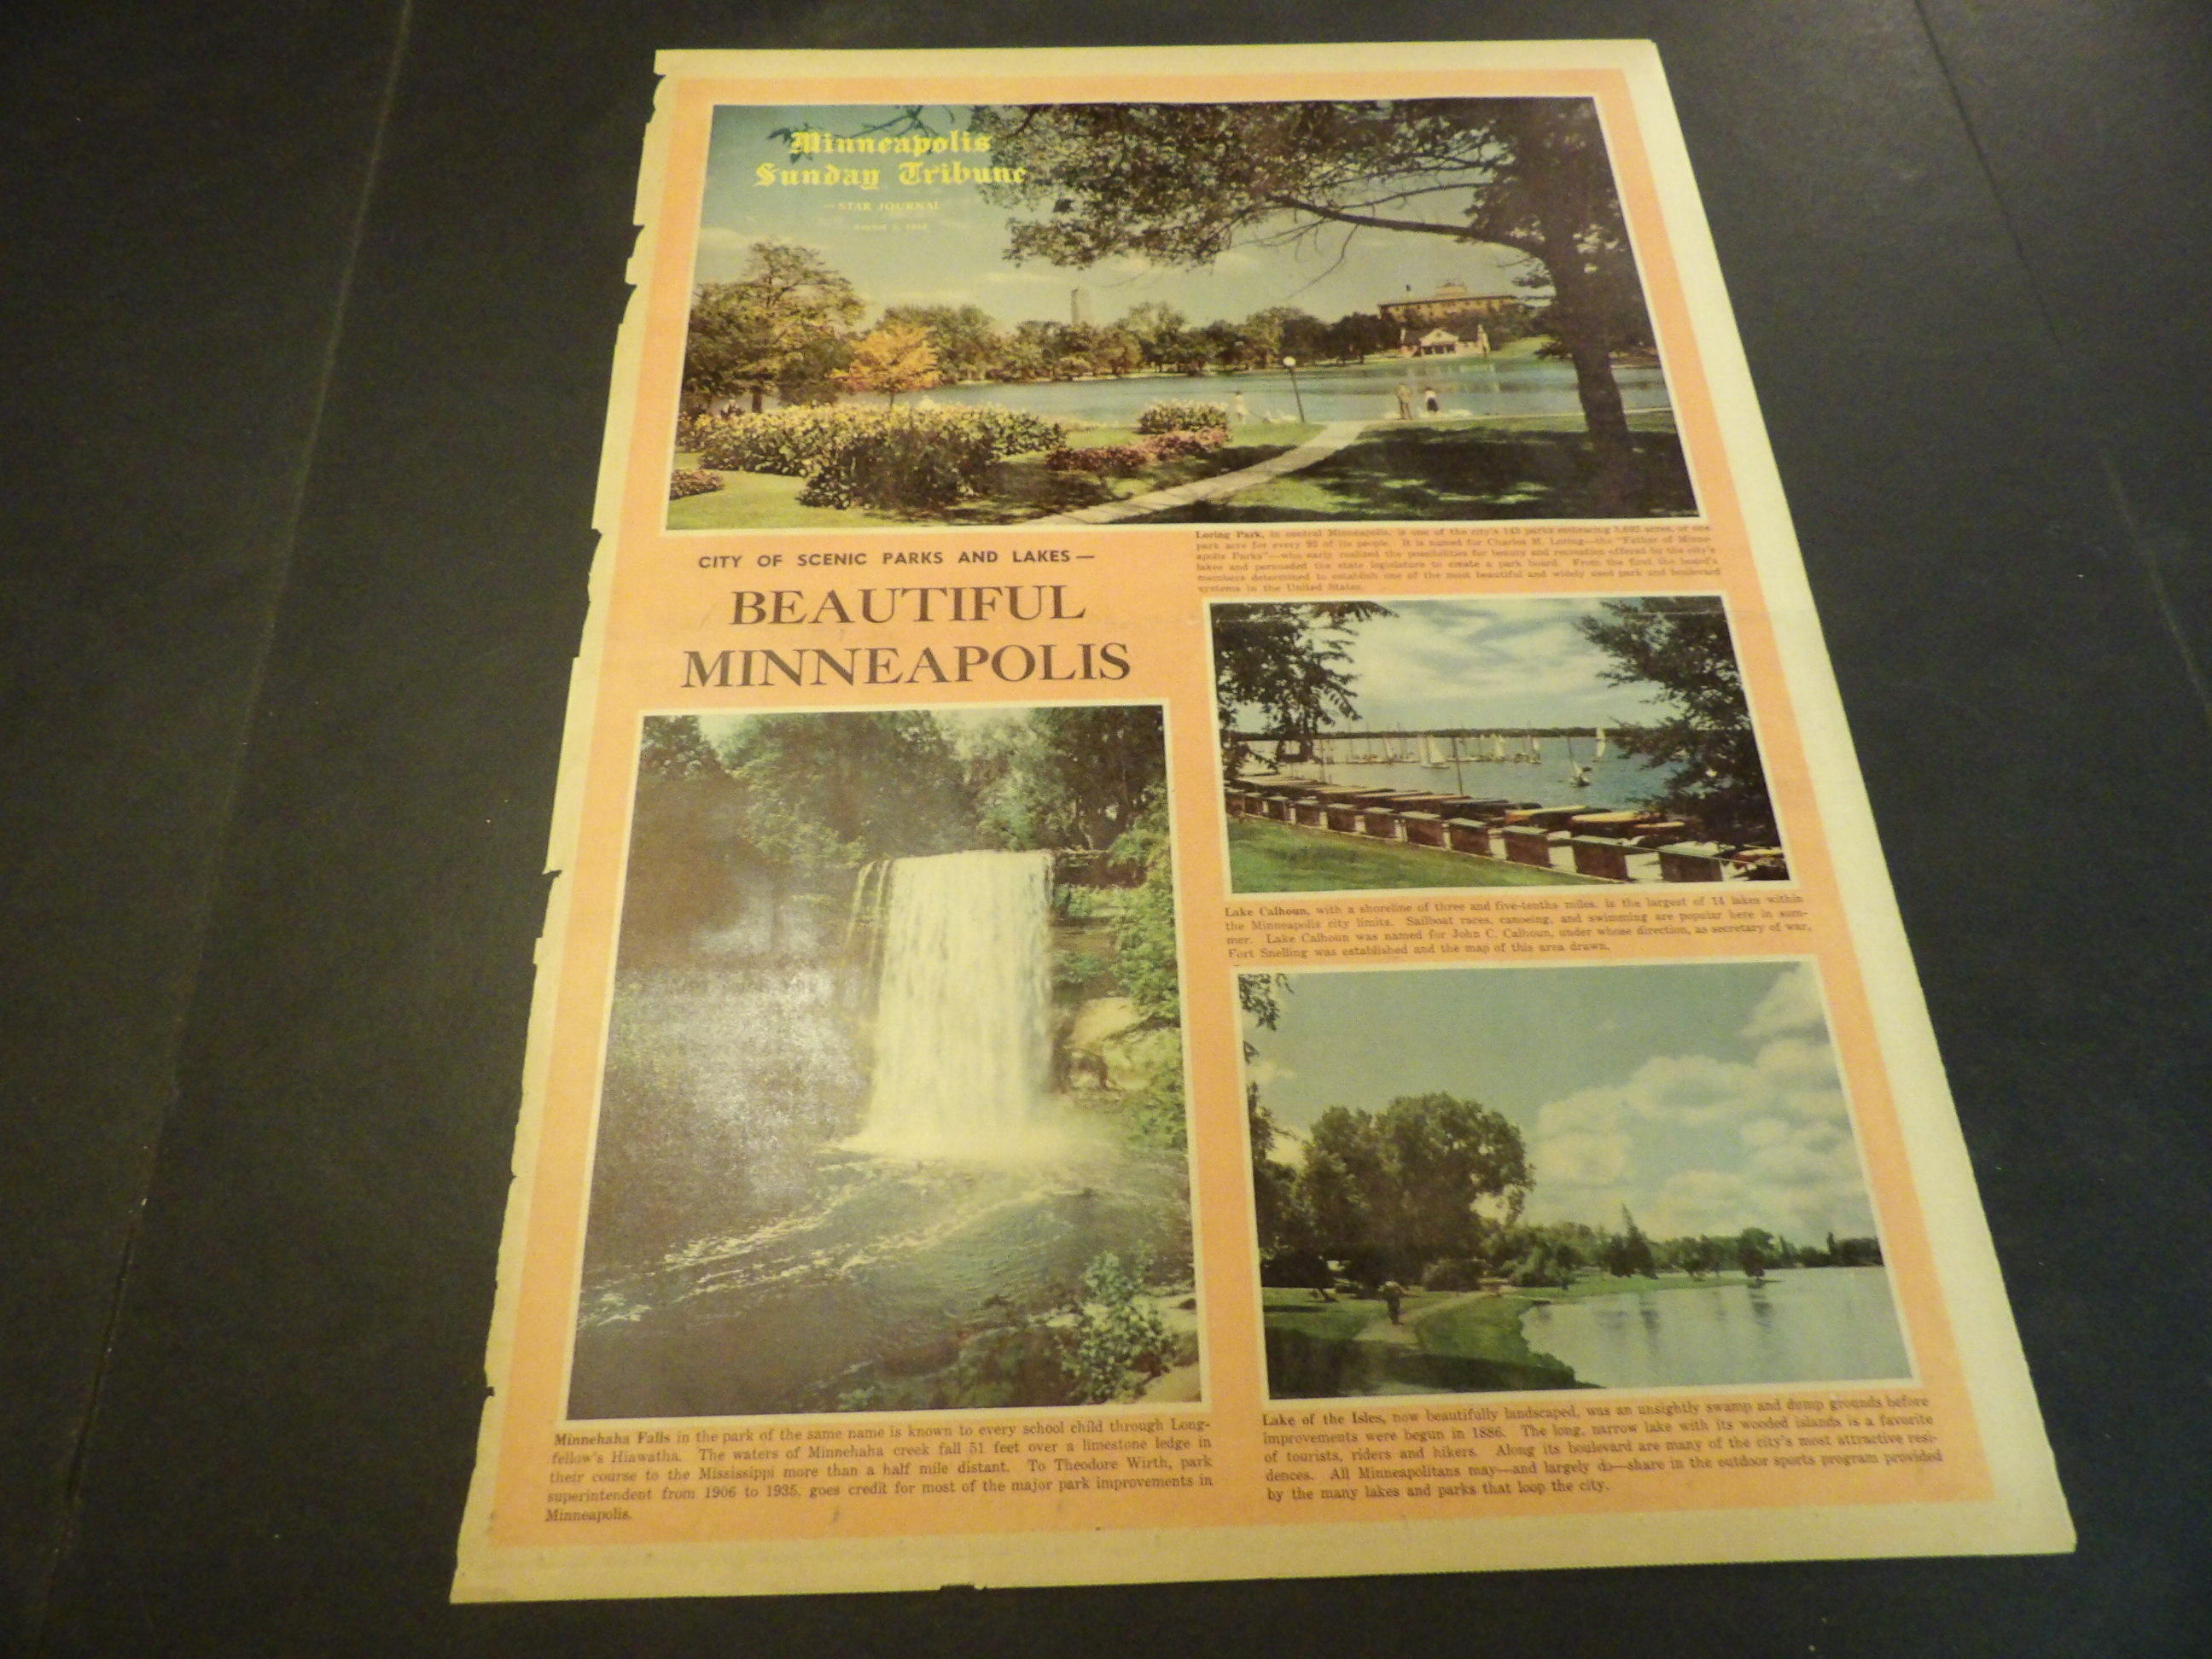 Minneapolis
Sunday Tribune
—STAR JOURNAL
August
CITY OF SCENIC PARKS AND LAKES—
BEAUTIFUL
MINNEAPOLIS
Loring Park, in central Minneapolis, is one of the city's 143 parks embracing acres, or one
park acre for every of its people. It is named for Charles M. Loring—the "Father of Minne-
apolis Parks"—who early realized the possibilities for beauty and recreation offered by the city's
lakes and persuaded the state legislature to create a park board. From the first the board's
members determined to establish one of the most beautiful and widely used park and boulevard
systems in the United States.
Lake Calhoun, with a shoreline of three and five-tenths miles, is the largest of 14 lakes within
the Minneapolis city limits. Sailboat races, canoeing, and swimming are popular here in sum-
mer. Lake Calhoun was named for John C. Calhoun, under whose direction, as secretary of war,
Fort Snelling was established and the map of this area drawn.
Minnehaha Falls in the park of the same name is known to every school child through Long-
fellow's Hiawatha. The waters of Minnehaha creek fall 51 feet over a limestone ledge in
their course to the Mississippi more than a half mile distant. To Theodore Wirth, park
superintendent from 1906 to 1935, goes credit for most of the major park improvements in
Minneapolis.
Lake of the Isles, now beautifully landscaped, was an unsightly swamp and dump grounds before
improvements were begun in 1886. The long, narrow lake with its wooded islands is a favorite
of tourists, riders and hikers. Along its boulevard are many of the city's most attractive resi-
dences. All Minneapolitans may—and largely do—share in the outdoor sports program provided
by the many lakes and parks that loop the city.